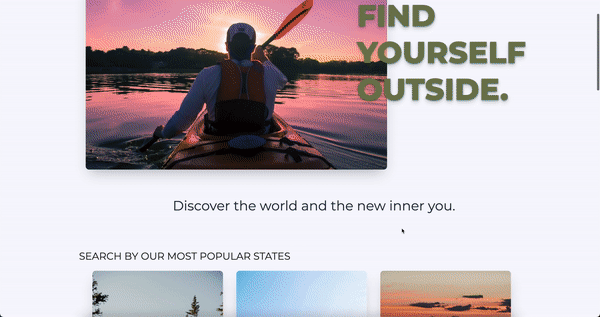 FIND
YOURSELF
OUTSIDE.
Discover the world and the new inner you.
SEARCH BY OUR MOST POPULAR STATES